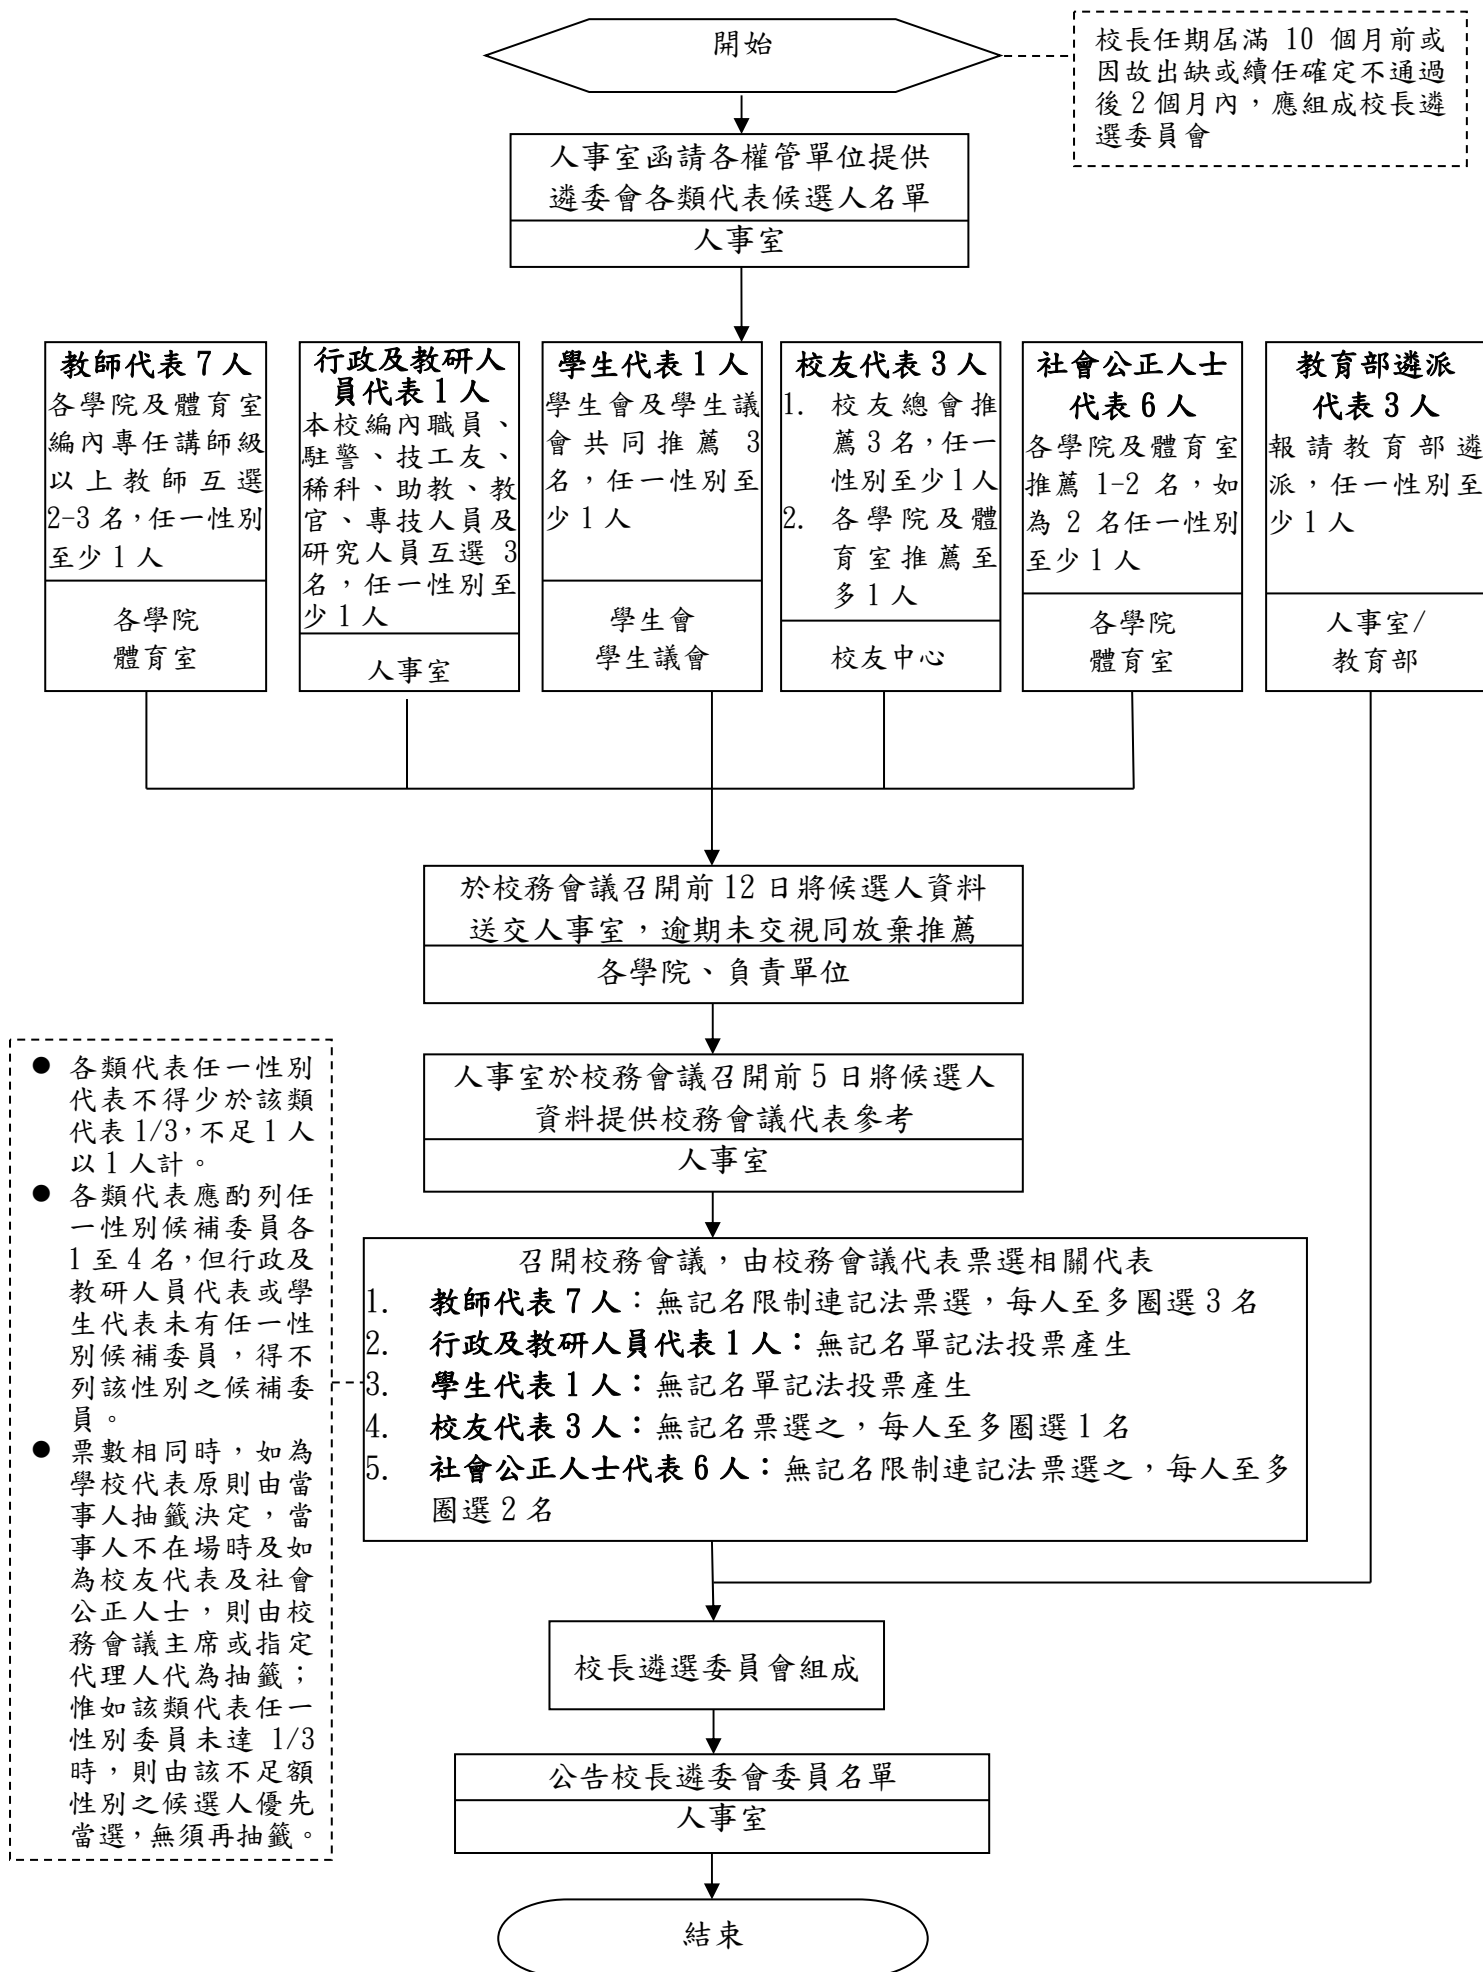 開始
校長任期屆滿 10 個月前或
因故出缺或續任確定不通過
後 2 個月內，應組成校長遴
選委員會
人事室函請各權管單位提供
遴委會各類代表候選人名單
人事室
教師代表 7 人
各學院及體育室
編內專任講師級
以上教師互選
2-3 名，任一性別
至少 1 人
各學院
體育室
行政及教研人
員代表 1 人
本校編內職員、
駐警、技工友、
稀科、助教、教
官、專技人員及
研究人員互選 3
名，任一性別至
少 1 人
人事室
學生代表 1 人
學生會及學生議
會共同推薦 3
名，任一性別至
少 1 人
學生會
學生議會
校友代表 3 人
1. 校友總會推
薦 3 名，任一
性別至少 1 人
2. 各學院及體
育室推薦至
多 1 人
校友中心
社會公正人士
代表 6 人
各學院及體育室
推薦 1-2 名，如
為 2 名任一性別
至少 1 人
各學院
體育室
教育部遴派
代表 3 人
報請教育部遴
派，任一性別至
少 1 人
人事室/
教育部
於校務會議召開前 12 日將候選人資料
送交人事室，逾期未交視同放棄推薦
各學院、負責單位
人事室於校務會議召開前 5 日將候選人
資料提供校務會議代表參考
人事室
● 各類代表任一性別
代表不得少於該類
代表 1/3，不足 1 人
以 1 人計。
● 各類代表應酌列任
一性別候補委員各
1 至 4 名，但行政及
教研人員代表或學
生代表未有任一性
別候補委員，得不
列該性別之候補委
員。
● 票數相同時，如為
學校代表原則由當
事人抽籤決定，當
事人不在場時及如
為校友代表及社會
公正人士，則由校
務會議主席或指定
代理人代為抽籤；
惟如該類代表任一
性別委員未達 1/3
時，則由該不足額
性別之候選人優先
當選，無須再抽籤。
召開校務會議，由校務會議代表票選相關代表
1. 教師代表 7 人：無記名限制連記法票選，每人至多圈選 3 名
2. 行政及教研人員代表 1 人：無記名單記法投票產生
3. 學生代表 1 人：無記名單記法投票產生
4. 校友代表 3 人：無記名票選之，每人至多圈選 1 名
5. 社會公正人士代表 6 人：無記名限制連記法票選之，每人至多
圈選 2 名
校長遴選委員會組成
公告校長遴委會委員名單
人事室
結束